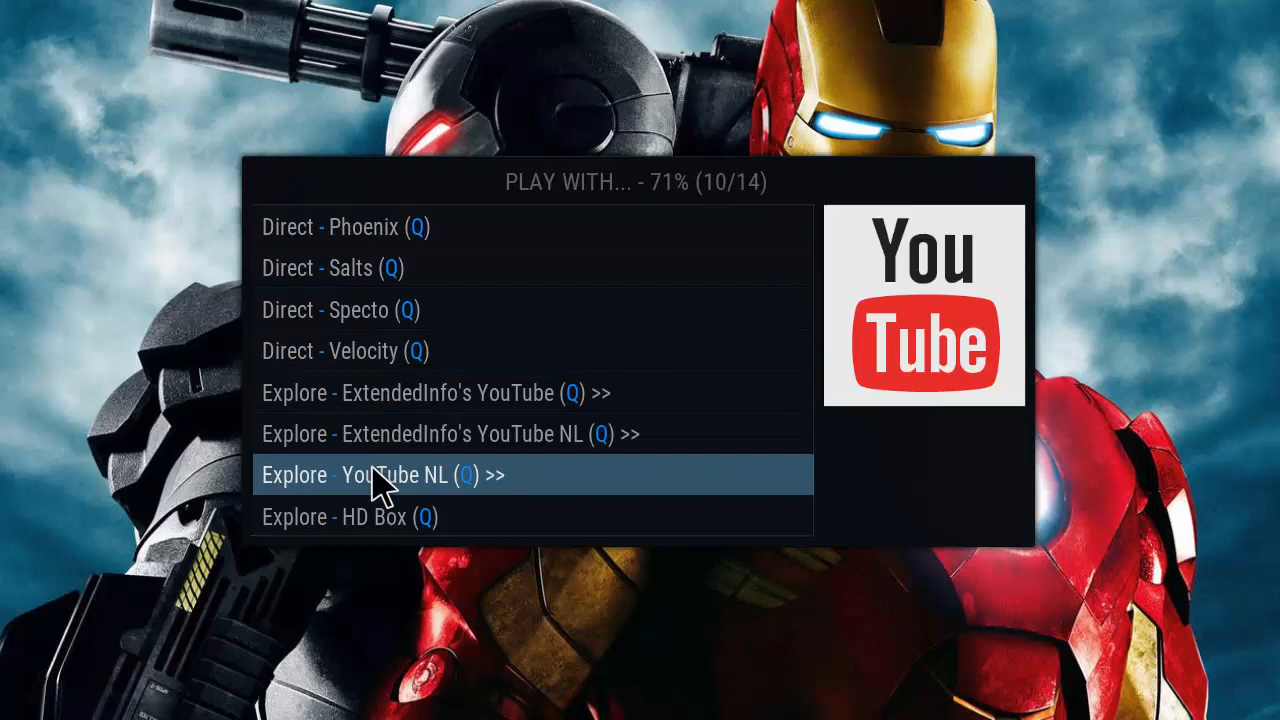 PLAY WITH... - 71% (10/14)
Direct - Phoenix (Q)
Direct - Salts (Q)
Direct - Specto (Q)
Direct - Velocity (Q)
Explore - ExtendedInfo's YouTube (Q) >>
Explore - ExtendedInfo's YouTube NL (Q) >>
Explore - YouTube NL (Q) >>
Explore - HD Box (Q)
You
Tube